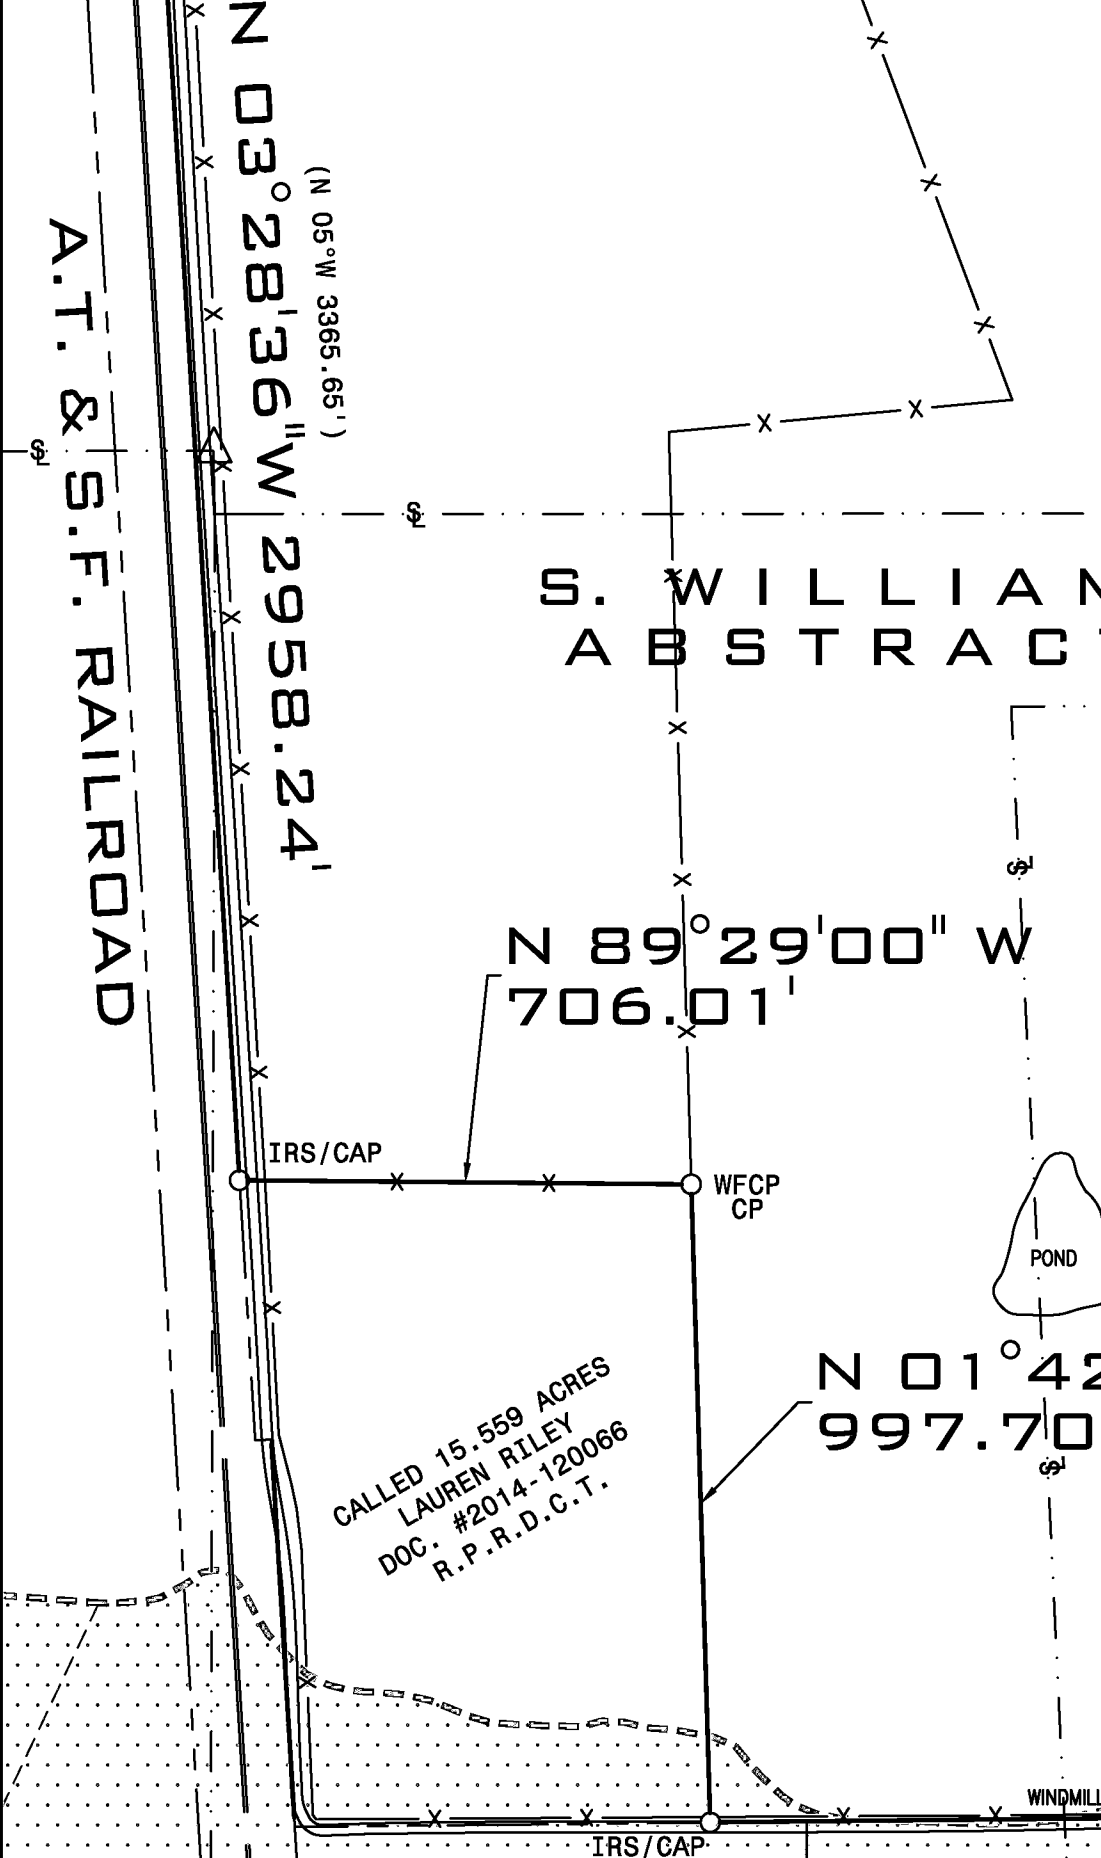 N 03°28'36"W 2958.24'
(N 05°W 3365.65')
A.T. & S.F. RAILROAD
S. WILLIAM
ABSTRACT
N 89°29'00" W
706.01'
IRS/CAP
WFCP
CP
POND
N 01°42
997.70
CALLED 15.559 ACRES
LAUREN RILEY
DOC. #2014-120066
R.P.R.D.C.T.
WINDMILL
IRS/CAP